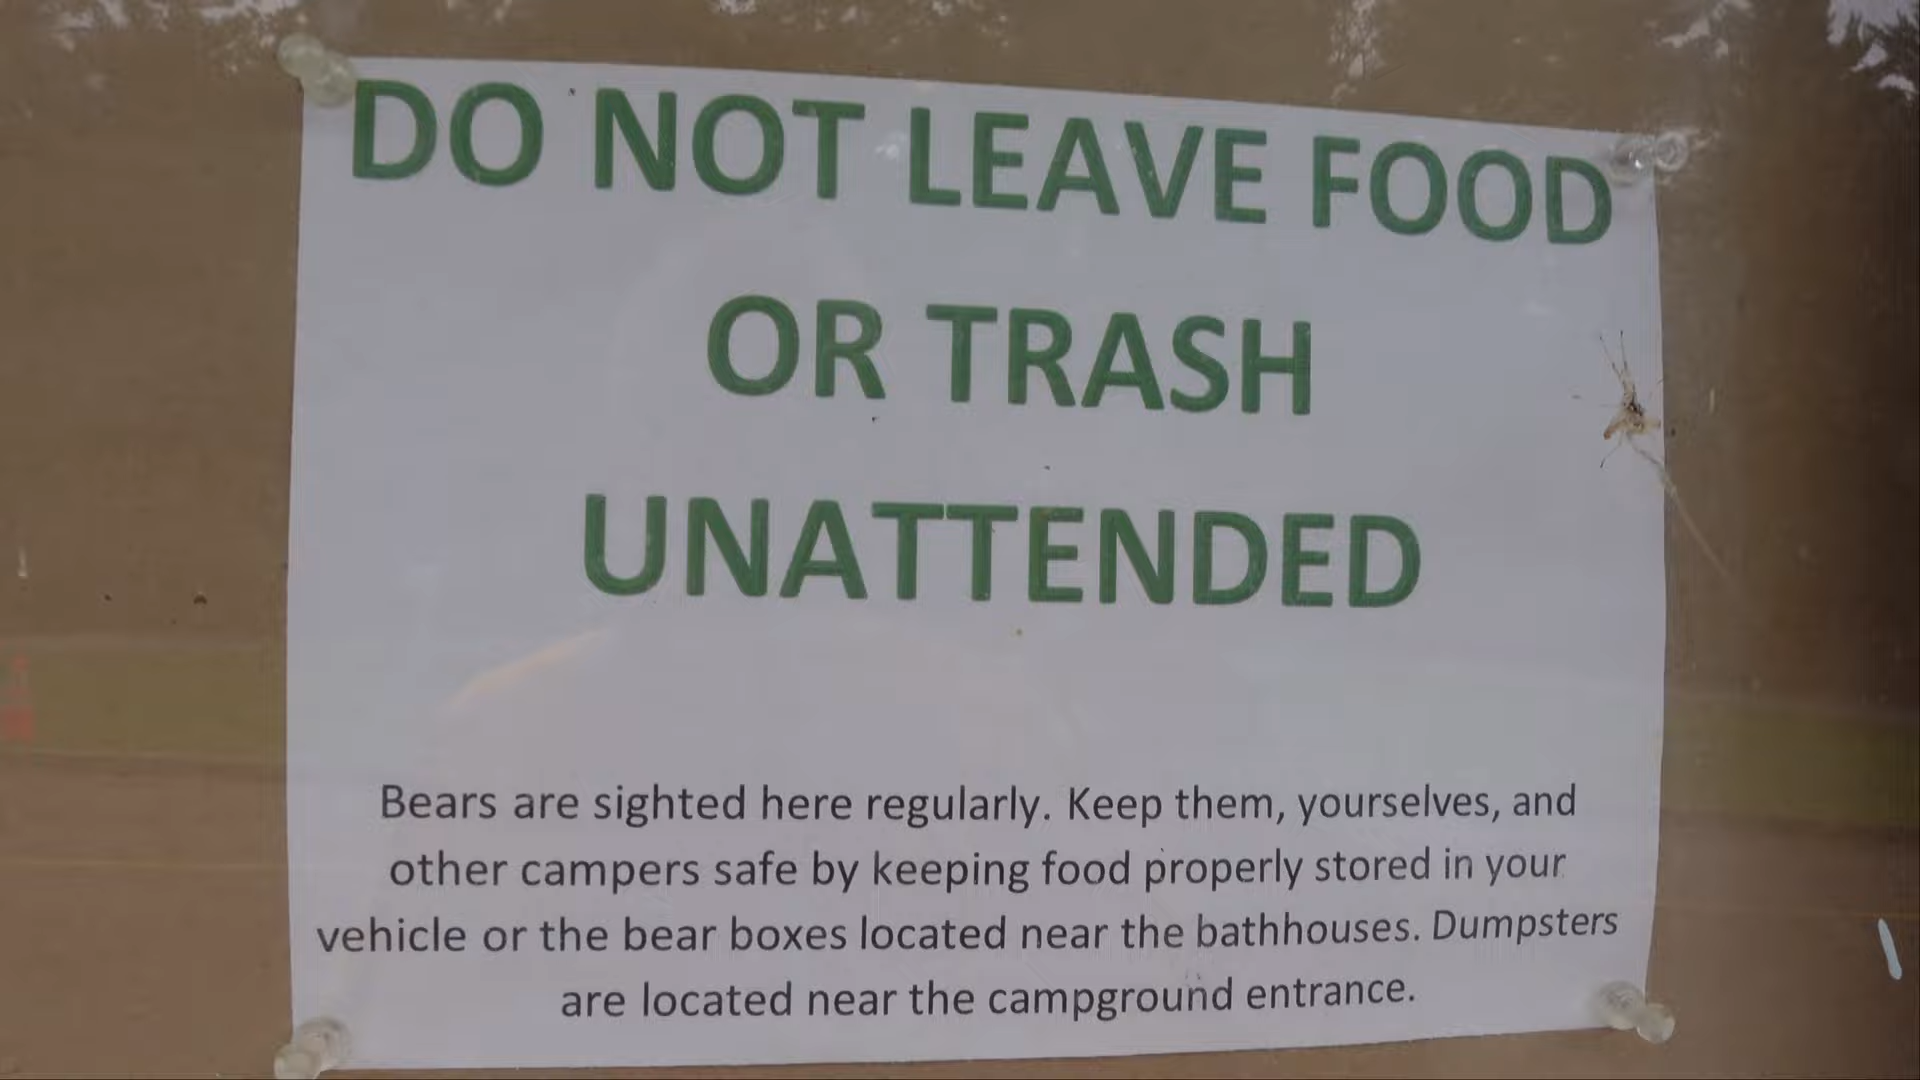 DO NOT LEAVE FOOD
OR TRASH
UNATTENDED
Bears are sighted here regularly. Keep them, yourselves, and
other campers safe by keeping food properly stored in your
vehicle or the bear boxes located near the bathhouses. Dumpsters
are located near the campground entrance.